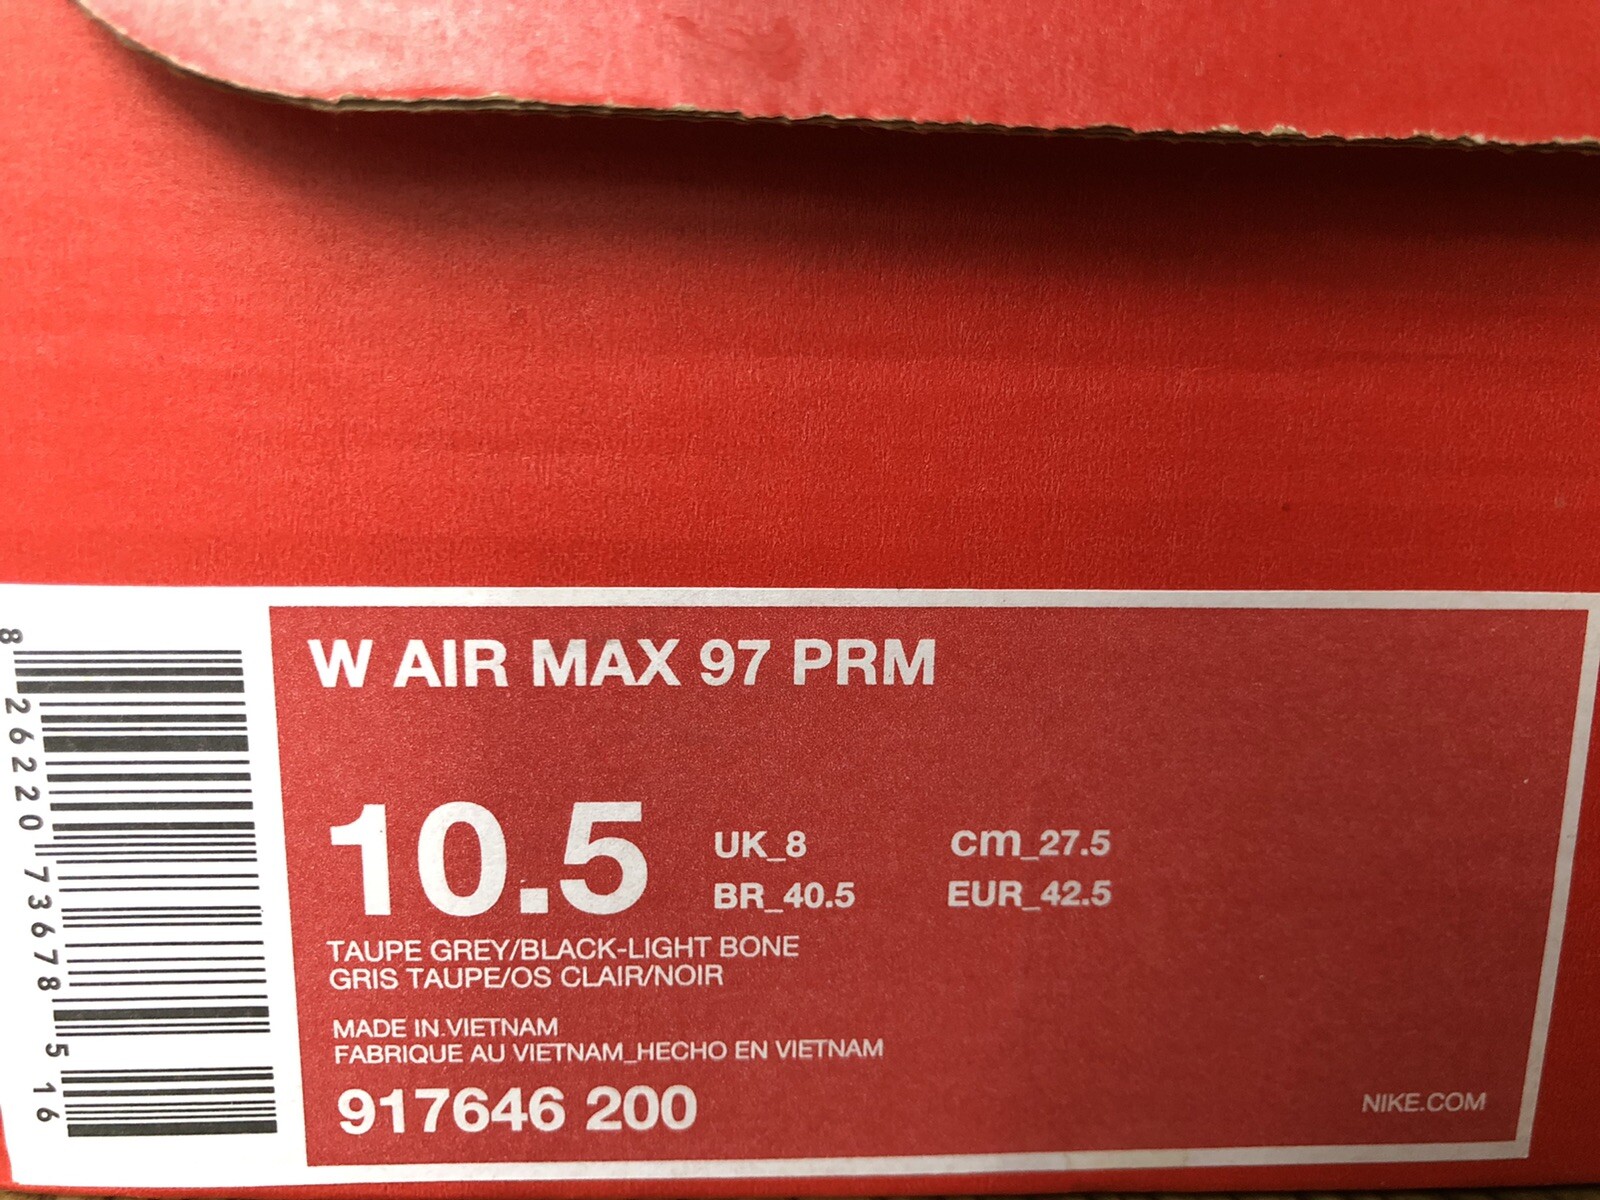 W AIR MAX 97 PRM
10.5
UK_8
cm_27.5
BR_40.5
EUR_42.5
TAUPE GREY/BLACK-LIGHT BONE
GRIS TAUPE/OS CLAIR/NOIR
MADE IN VIETNAM
FABRIQUE AU VIETNAM_HECHO EN VIETNAM
917646 200
NIKE.COM
8 26220 73678 5 16